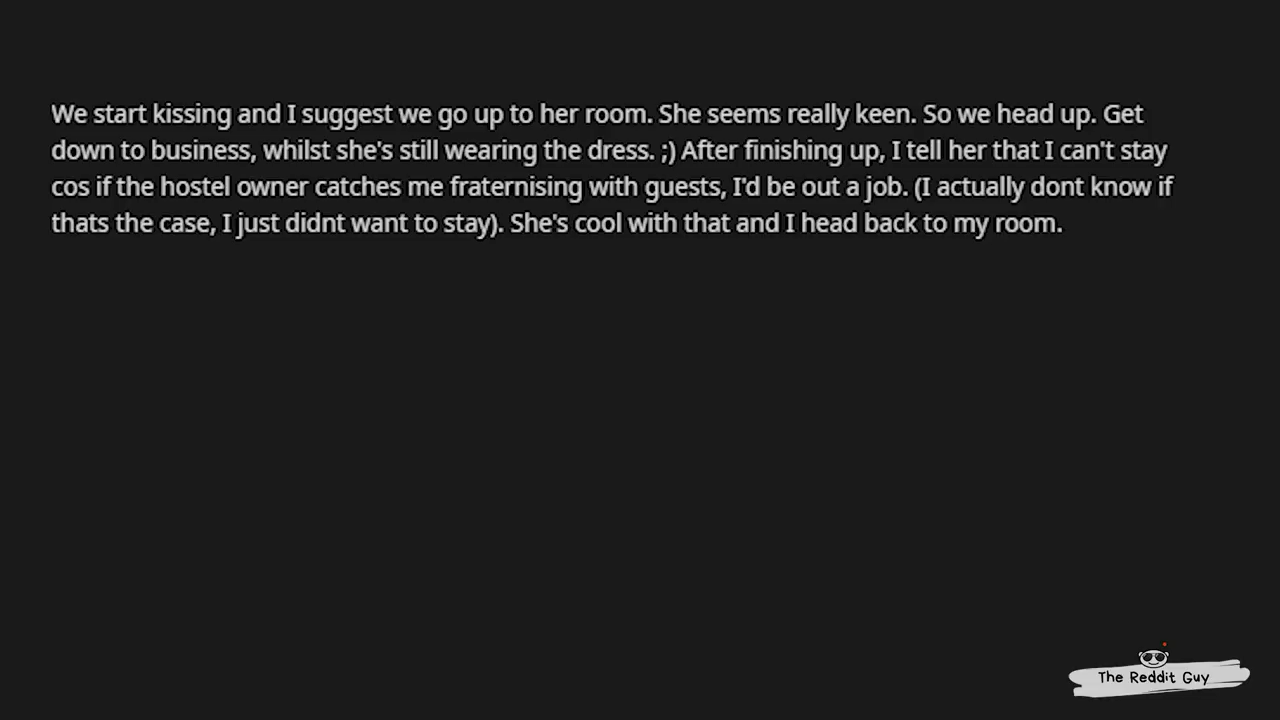 We start kissing and I suggest we go up to her room. She seems really keen. So we head up. Get
down to business, whilst she's still wearing the dress. ;) After finishing up, I tell her that I can't stay
cos if the hostel owner catches me fraternising with guests, I'd be out a job. (I actually dont know if
thats the case, I just didnt want to stay). She's cool with that and I head back to my room.
The Reddit Guy